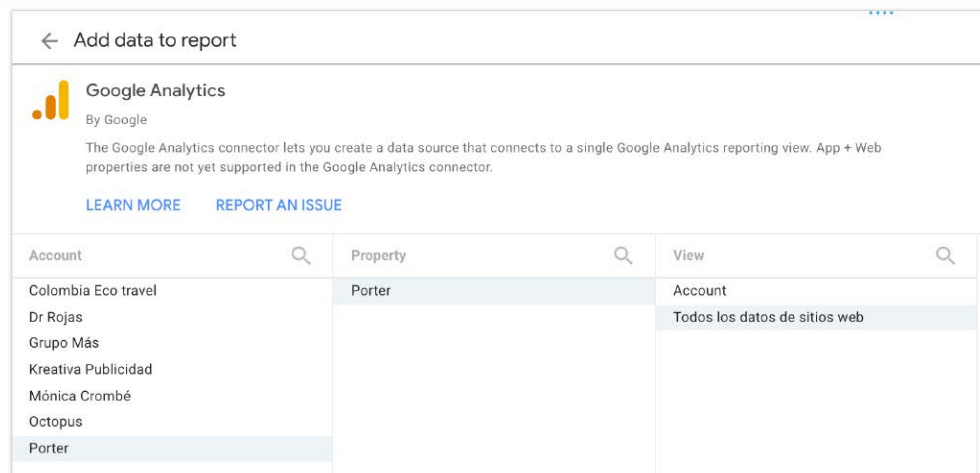 Add data to report
Google Analytics
By Google
The Google Analytics connector lets you create a data source that connects to a single Google Analytics reporting view. App + Web
properties are not yet supported in the Google Analytics connector.
LEARN MORE REPORT AN ISSUE
Account Property View
Colombia Eco travel Porter Account
Dr Rojas Todos los datos de sitios web
Grupo Más
Kreativa Publicidad
Mónica Crombé
Octopus
Porter